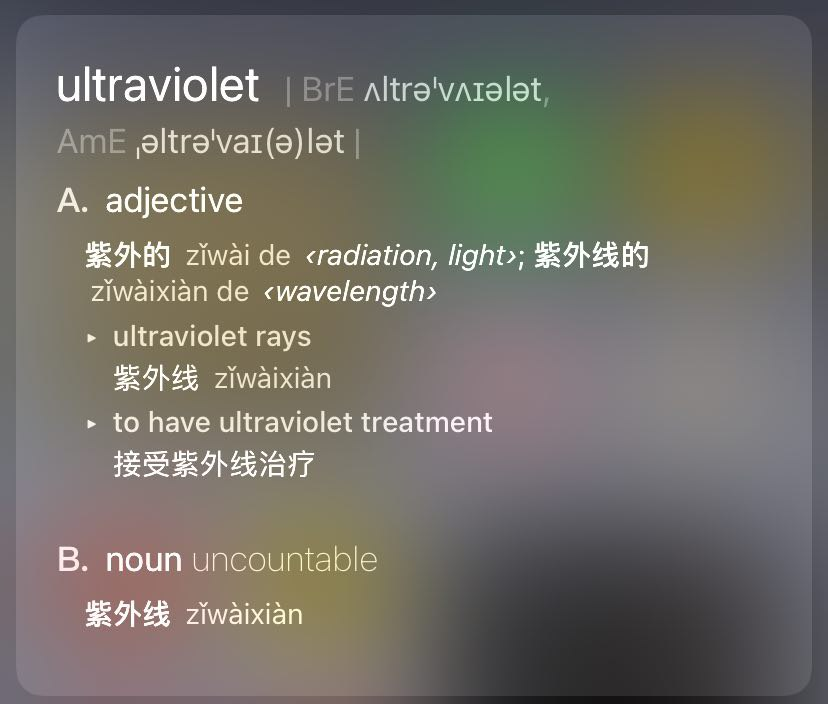 ultraviolet | BrE ʌltrəˈvʌɪələt,
AmE ˌəltrəˈvaɪ(ə)lət |
A. adjective
紫外的 zǐwài de ‹radiation, light›; 紫外线的
zǐwàixiàn de ‹wavelength›
▸ ultraviolet rays
紫外线 zǐwàixiàn
▸ to have ultraviolet treatment
接受紫外线治疗
B. noun uncountable
紫外线 zǐwàixiàn